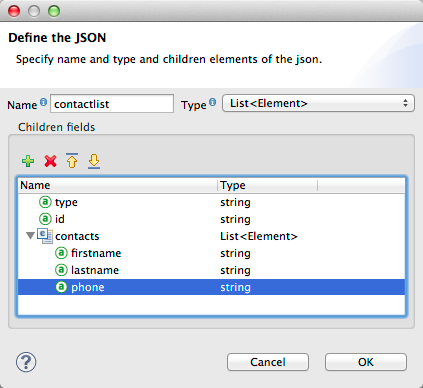 Define the JSON
Specify name and type and children elements of the json.
Name contactlist Type List<Element>
Children fields
Name Type
type string
id string
contacts List<Element>
firstname string
lastname string
phone string
Cancel OK